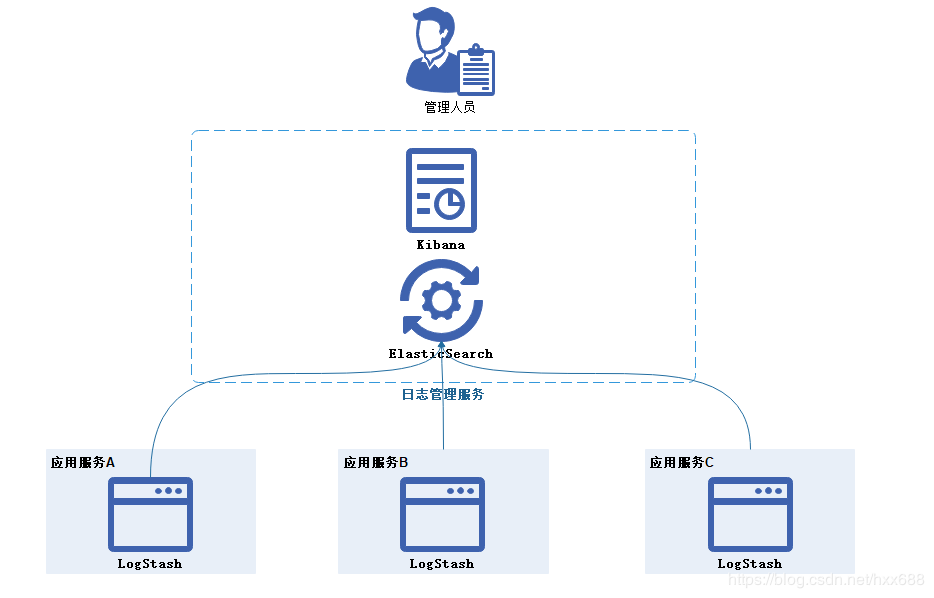 管理人员
Kibana
ElasticSearch
日志管理服务
应用服务A
应用服务B
应用服务C
LogStash
LogStash
LogStash
https://blog.csdn.net/hxx688